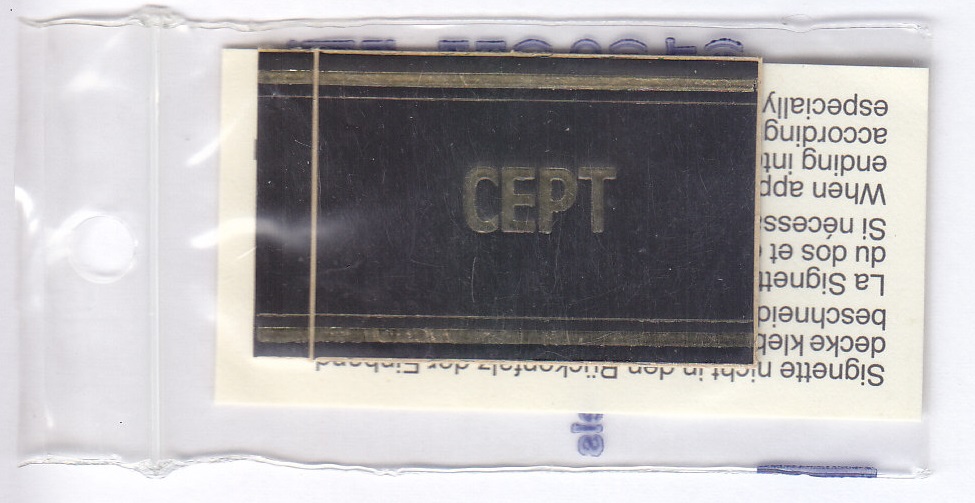 CEPT
Signette nicht in den Rückenfalz der Einband
decke kleb
beschneid
La Signett
du dos et
Si nécessa
When app
ending int
according
especially